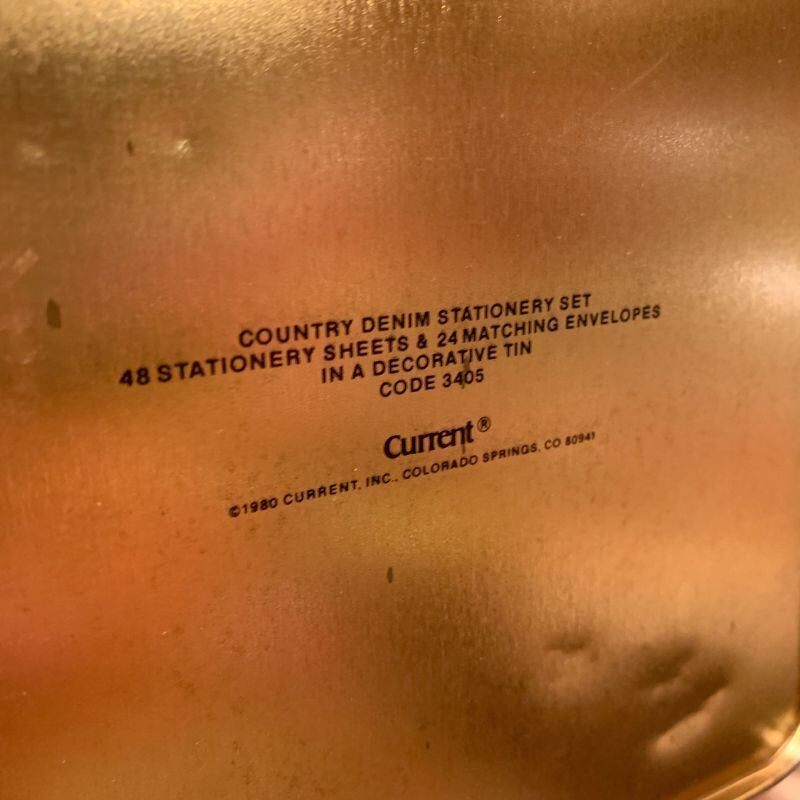 COUNTRY DENIM STATIONERY SET
48 STATIONERY SHEETS & 24 MATCHING ENVELOPES
IN A DECORATIVE TIN
CODE 3405
Current®
©1980 CURRENT, INC., COLORADO SPRINGS, CO 80941